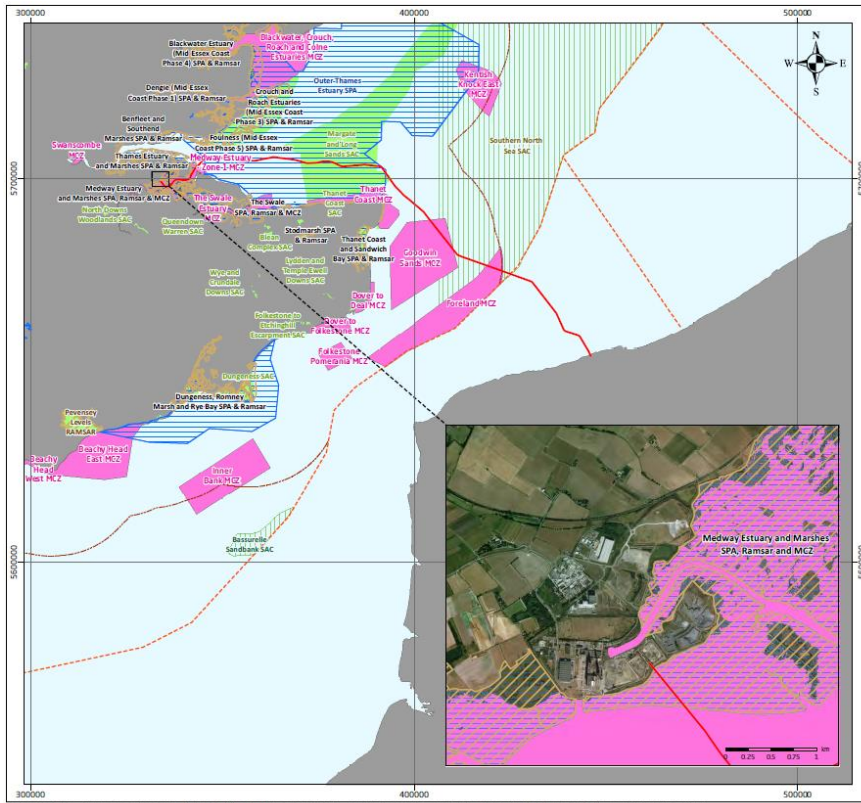 300000
400000
500000
N
W
E
S
Blackwater Estuary
(Mid-Essex Coast
Phase 4) SPA & Ramsar
Blackwater, Crouch,
Roach and Colne
Estuaries MCZ
Outer-Thames
Estuary SPA
Kentish
Knock East
MCZ
Dengie (Mid-Essex
Coast Phase 1) SPA & Ramsar
Crouch and
Roach Estuaries
(Mid-Essex Coast
Phase 3) SPA & Ramsar
Benfleet and
Southend
Marshes SPA & Ramsar
Foulness (Mid-Essex
Coast Phase 5) SPA & Ramsar
Margate
and Long
Sands SAC
Southern North
Sea SAC
Swanscombe
MCZ
Thames Estuary
and Marshes SPA & Ramsar
Medway Estuary
Zone-I-MCZ
5700000
5700000
Medway Estuary
and Marshes SPA, Ramsar & MCZ
The Swale
Estuary
MCZ
The Swale
SPA, Ramsar & MCZ
Thanet
Coast
SAC
Thanet
Coast MCZ
North Downs
Woodlands SAC
Queendown
Warren SAC
Blean
Complex SAC
Stodmarsh SPA
& Ramsar
Thanet Coast
and Sandwich
Bay SPA & Ramsar
Goodwin
Sands MCZ
Wye and
Crundale
Downs SAC
Lydden and
Temple Ewell
Downs SAC
Dover to
Deal MCZ
Foreland MCZ
Folkestone to
Etchinghill
Escarpment SAC
Dover to
Folkestone MCZ
Folkestone
Pomerania MCZ
Dungeness SAC
Dungeness, Romney
Marsh and Rye Bay SPA & Ramsar
Pevensey
Levels
RAMSAR
Beachy Head
East MCZ
Beachy
Head
West MCZ
Inner
Bank MCZ
Bassurelle
Sandbank SAC
5600000
5600000
Medway Estuary and Marshes
SPA, Ramsar and MCZ
km
0 0.25 0.5 0.75 1
300000
400000
500000